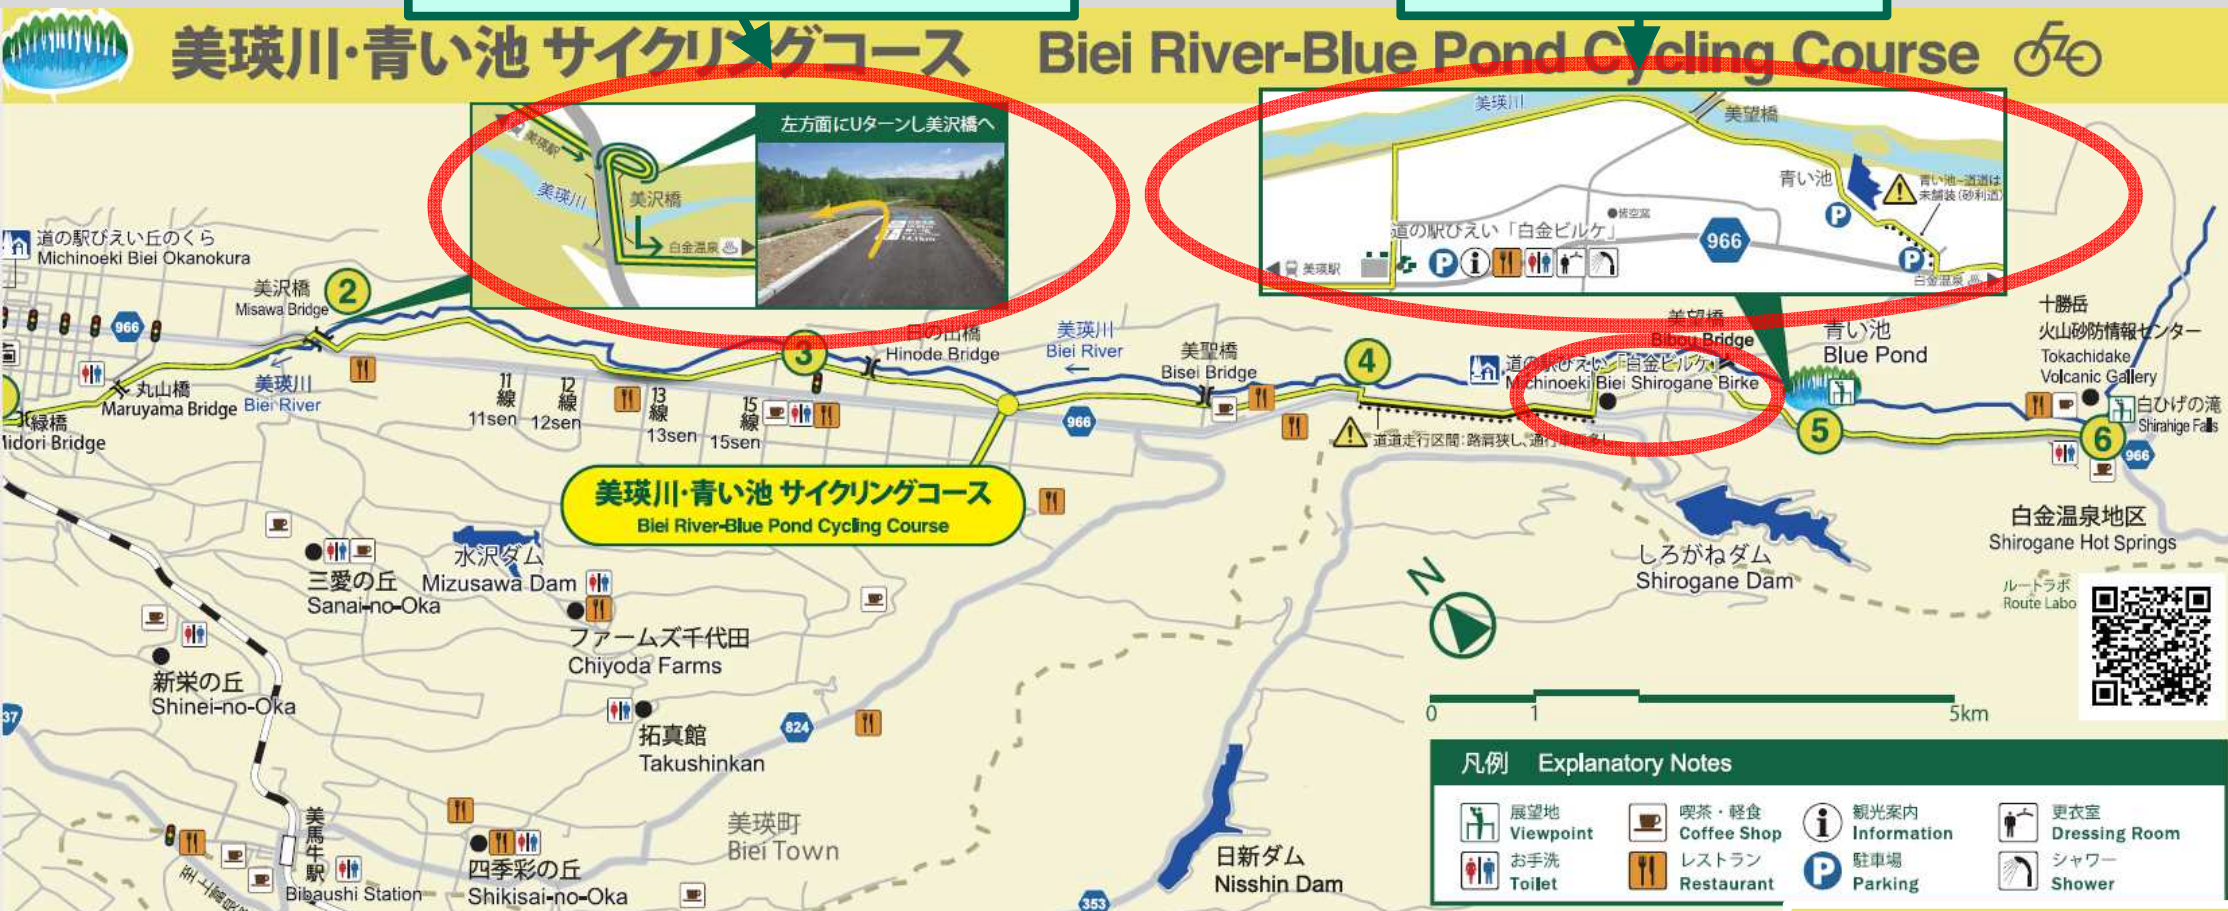 美瑛川・青い池 サイクリングコース Biei River-Blue Pond Cycling Course
美瑛駅
美瑛川
美沢橋
白金温泉
左方面にUターンし美沢橋へ
美瑛川
美望橋
青い池
青い池~道道は
未舗装(砂利道)
道の駅びえい「白金ビルケ」
966
美瑛駅
白金温泉
道の駅びえい丘のくら
Michinoeki Biei Okanokura
美沢橋
Misawa Bridge
2
966
緑橋
Midori Bridge
丸山橋
Maruyama Bridge
美瑛川
Biei River
11線
11sen
12線
12sen
13線
13sen
15線
15sen
3
日の出橋
Hinode Bridge
美瑛川
Biei River
966
美聖橋
Bisei Bridge
4
道の駅びえい「白金ビルケ」
Michinoeki Biei Shirogane Birke
美望橋
Bibou Bridge
青い池
Blue Pond
5
十勝岳
火山砂防情報センター
Tokachidake
Volcanic Gallery
白ひげの滝
Shirahige Falls
6
966
白金温泉地区
Shirogane Hot Springs
美瑛川・青い池 サイクリングコース
Biei River-Blue Pond Cycling Course
しろがねダム
Shirogane Dam
ルートラボ
Route Labo
水沢ダム
Mizusawa Dam
三愛の丘
Sanai-no-Oka
ファームズ千代田
Chiyoda Farms
新栄の丘
Shinei-no-Oka
拓真館
Takushinkan
824
37
美馬牛駅
Bibaushi Station
四季彩の丘
Shikisai-no-Oka
美瑛町
Biei Town
日新ダム
Nisshin Dam
353
N
0 1 5km
凡例 Explanatory Notes
展望地
Viewpoint
喫茶・軽食
Coffee Shop
観光案内
Information
更衣室
Dressing Room
お手洗
Toilet
レストラン
Restaurant
駐車場
Parking
シャワー
Shower